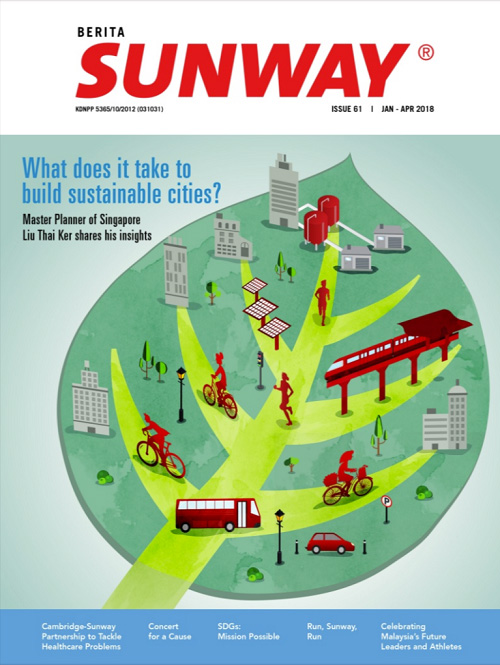 BERITA
SUNWAY®
KDNPP 5365/10/2012 (031031)
ISSUE 61 | JAN - APR 2018
What does it take to
build sustainable cities?
Master Planner of Singapore
Liu Thai Ker shares his insights
P
Cambridge-Sunway
Partnership to Tackle
Healthcare Problems
Concert
for a Cause
SDGs:
Mission Possible
Run, Sunway,
Run
Celebrating
Malaysia's Future
Leaders and Athletes